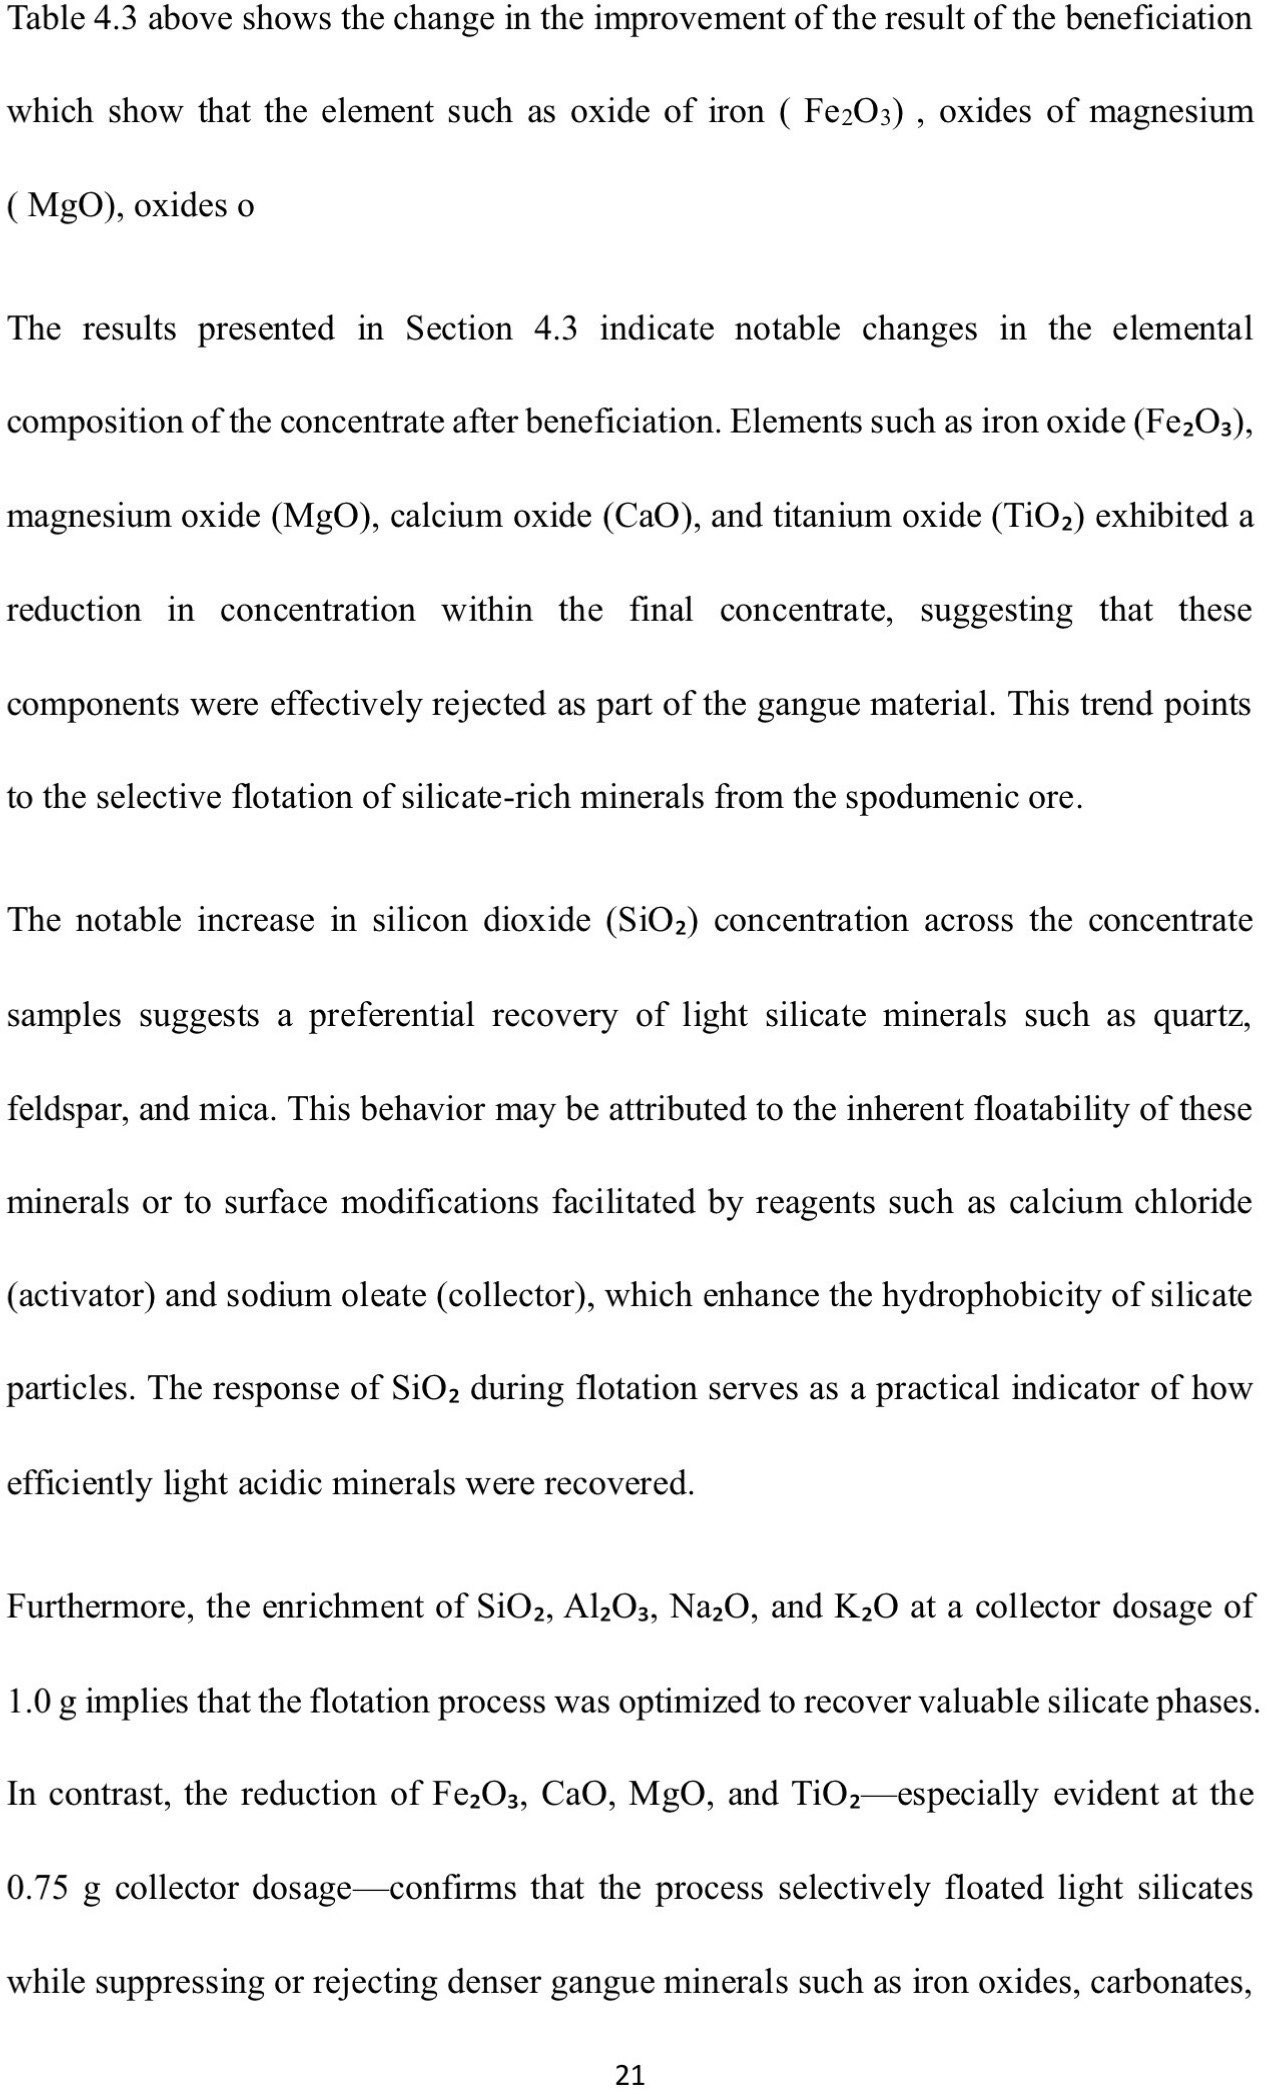 Table 4.3 above shows the change in the improvement of the result of the beneficiation
which show that the element such as oxide of iron ( Fe₂O₃) , oxides of magnesium
( MgO), oxides o
The results presented in Section 4.3 indicate notable changes in the elemental
composition of the concentrate after beneficiation. Elements such as iron oxide (Fe₂O₃),
magnesium oxide (MgO), calcium oxide (CaO), and titanium oxide (TiO₂) exhibited a
reduction in concentration within the final concentrate, suggesting that these
components were effectively rejected as part of the gangue material. This trend points
to the selective flotation of silicate-rich minerals from the spodumenic ore.
The notable increase in silicon dioxide (SiO₂) concentration across the concentrate
samples suggests a preferential recovery of light silicate minerals such as quartz,
feldspar, and mica. This behavior may be attributed to the inherent floatability of these
minerals or to surface modifications facilitated by reagents such as calcium chloride
(activator) and sodium oleate (collector), which enhance the hydrophobicity of silicate
particles. The response of SiO₂ during flotation serves as a practical indicator of how
efficiently light acidic minerals were recovered.
Furthermore, the enrichment of SiO₂, Al₂O₃, Na₂O, and K₂O at a collector dosage of
1.0 g implies that the flotation process was optimized to recover valuable silicate phases.
In contrast, the reduction of Fe₂O₃, CaO, MgO, and TiO₂—especially evident at the
0.75 g collector dosage—confirms that the process selectively floated light silicates
while suppressing or rejecting denser gangue minerals such as iron oxides, carbonates,
21